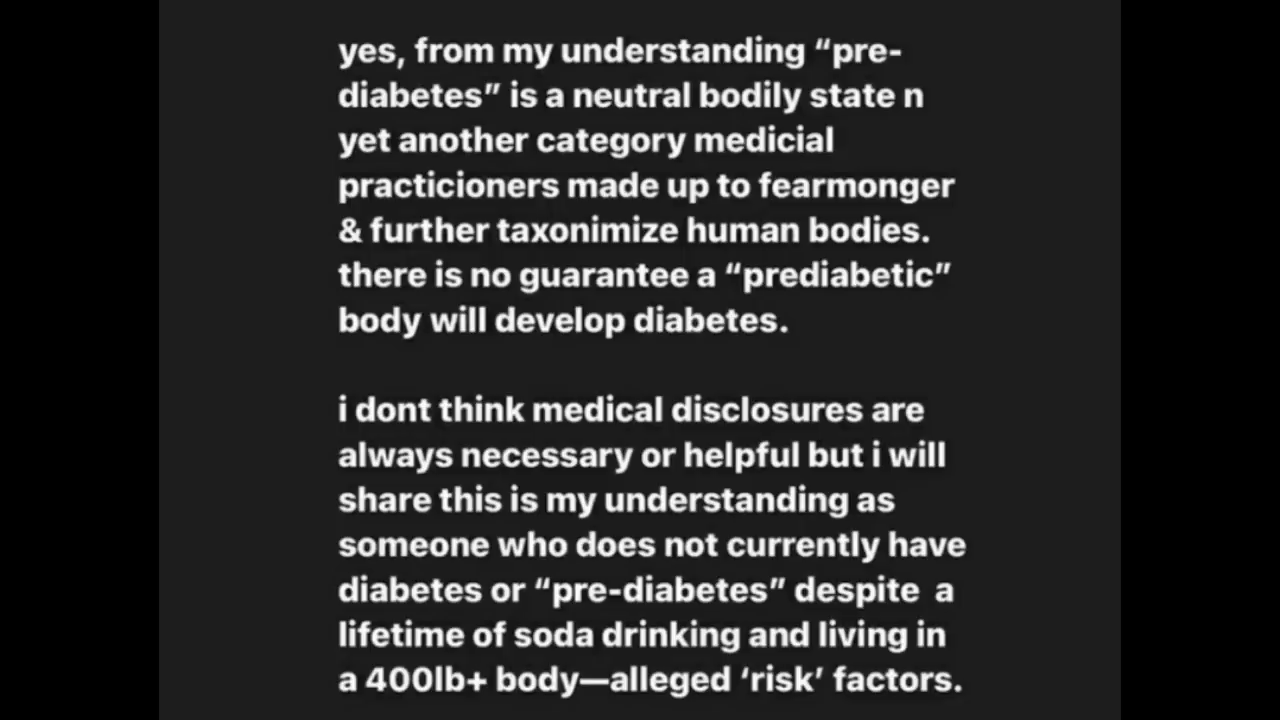 yes, from my understanding “pre-
diabetes” is a neutral bodily state n
yet another category medicial
practicioners made up to fearmonger
& further taxonimize human bodies.
there is no guarantee a “prediabetic”
body will develop diabetes.
i dont think medical disclosures are
always necessary or helpful but i will
share this is my understanding as
someone who does not currently have
diabetes or “pre-diabetes” despite  a
lifetime of soda drinking and living in
a 400lb+ body—alleged ‘risk’ factors.